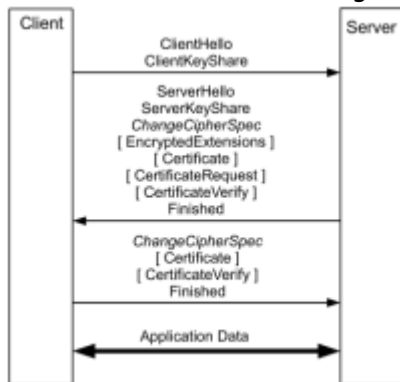 Client
Server
ClientHello
ClientKeyShare
ServerHello
ServerKeyShare
ChangeCipherSpec
[ EncryptedExtensions ]
[ Certificate ]
[ CertificateRequest ]
[ CertificateVerify ]
Finished
ChangeCipherSpec
[ Certificate ]
[ CertificateVerify ]
Finished
Application Data